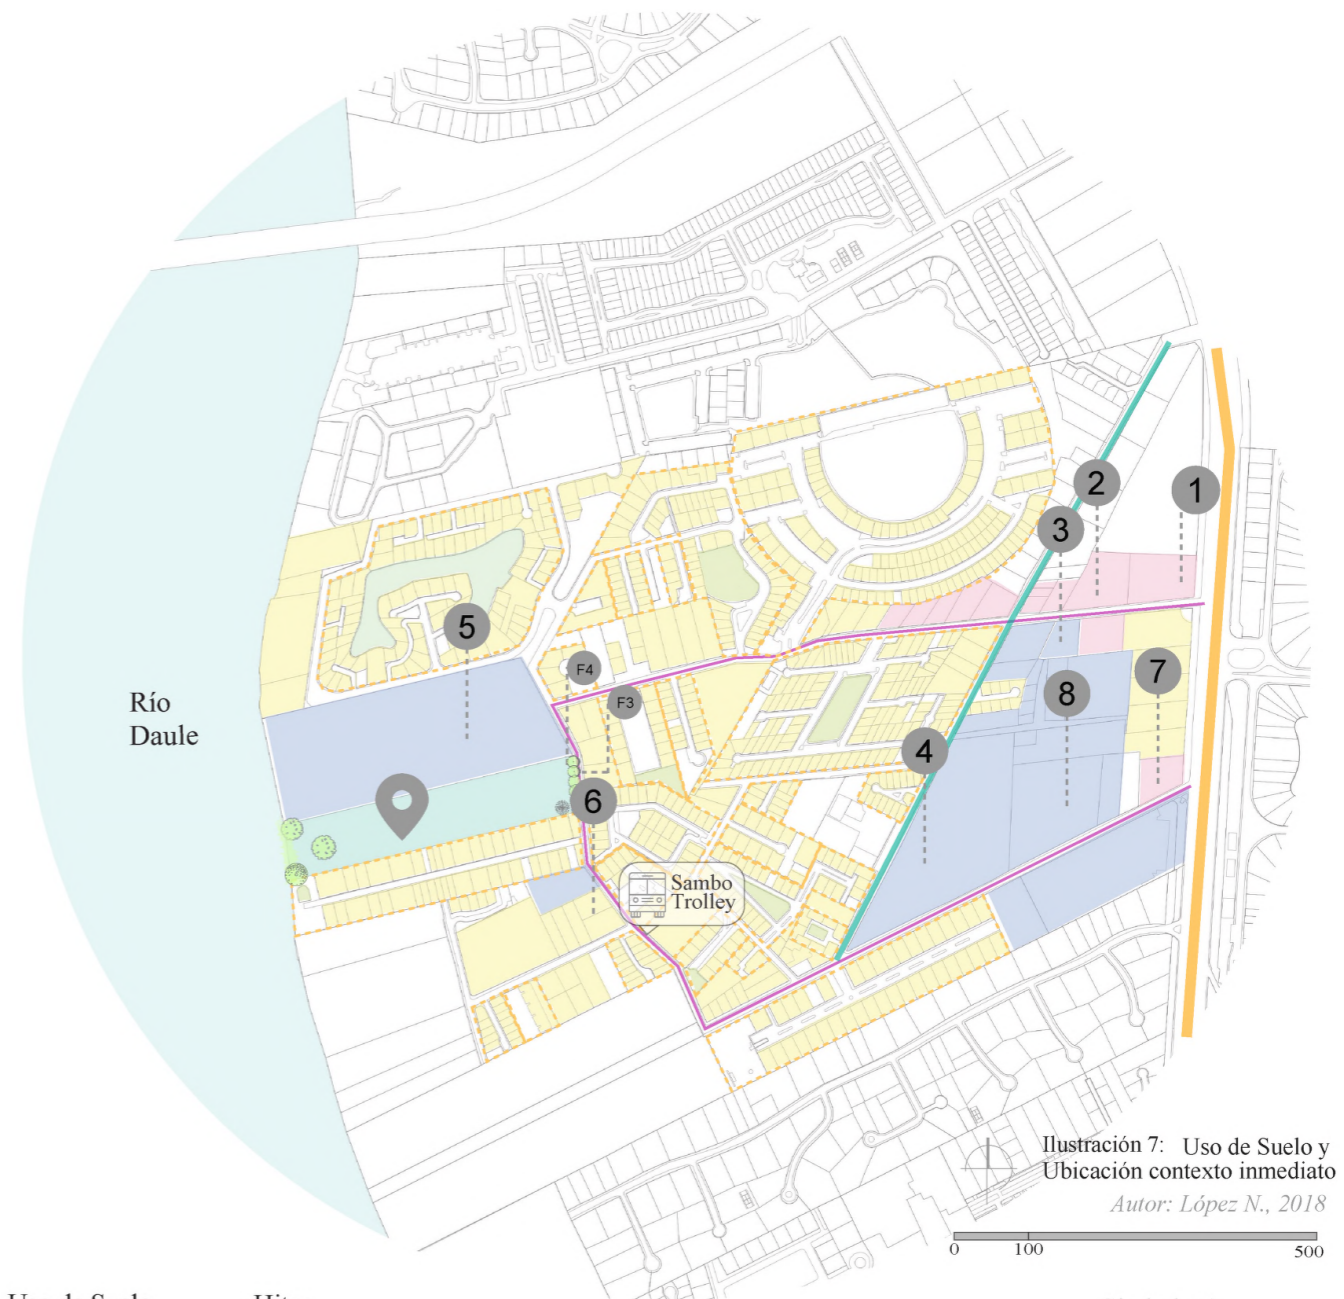 2
1
3
5
F4
F3
7
8
Río
Daule
4
6
Sambo
Trolley
Ilustración 7: Uso de Suelo y
Ubicación contexto inmediato
Autor: López N., 2018
0 100 500